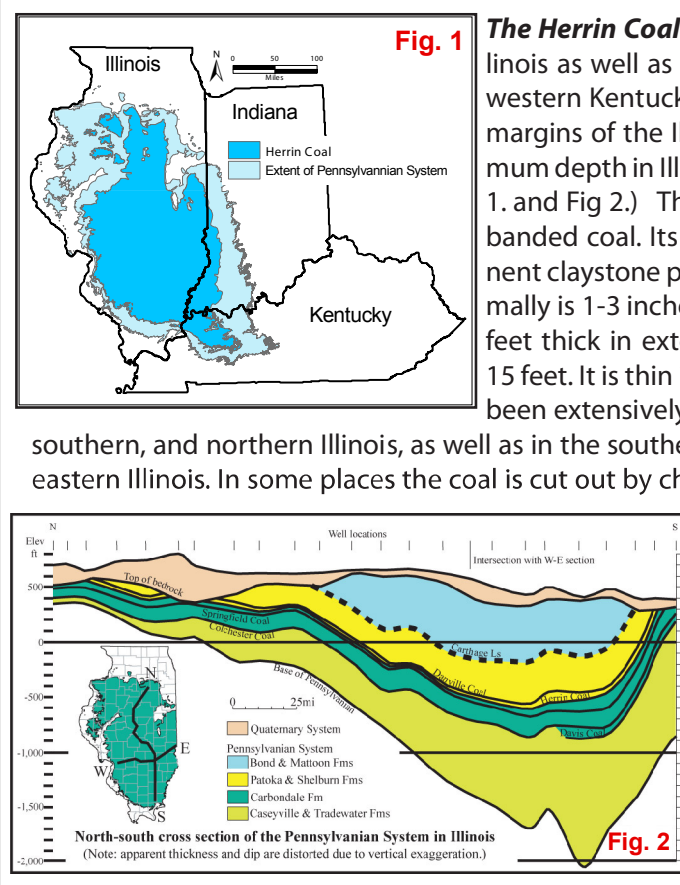 Fig. 1
Illinois
N
0 50 100
Miles
Indiana
Herrin Coal
Extent of Pennsylvannian System
Kentucky
The Herrin Coal
linois as well as
western Kentuck
margins of the Il
mum depth in Ill
1. and Fig 2.) Th
banded coal. Its
nent claystone p
mally is 1-3 inche
feet thick in ext
15 feet. It is thin
been extensively
southern, and northern Illinois, as well as in the southe
eastern Illinois. In some places the coal is cut out by ch
N
S
Elev
ft
Well locations
Intersection with W-E section
500
0
-500
-1,000
-1,500
-2,000
Top of bedrock
Springfield Coal
Colchester Coal
Carthage Ls
Base of Pennsylvanian
Danville Coal
Herrin Coal
Davis Coal
N
E
W
S
0 25mi
Quaternary System
Pennsylvanian System
Bond & Mattoon Fms
Patoka & Shelburn Fms
Carbondale Fm
Caseyville & Tradewater Fms
North-south cross section of the Pennsylvanian System in Illinois
(Note: apparent thickness and dip are distorted due to vertical exaggeration.)
Fig. 2